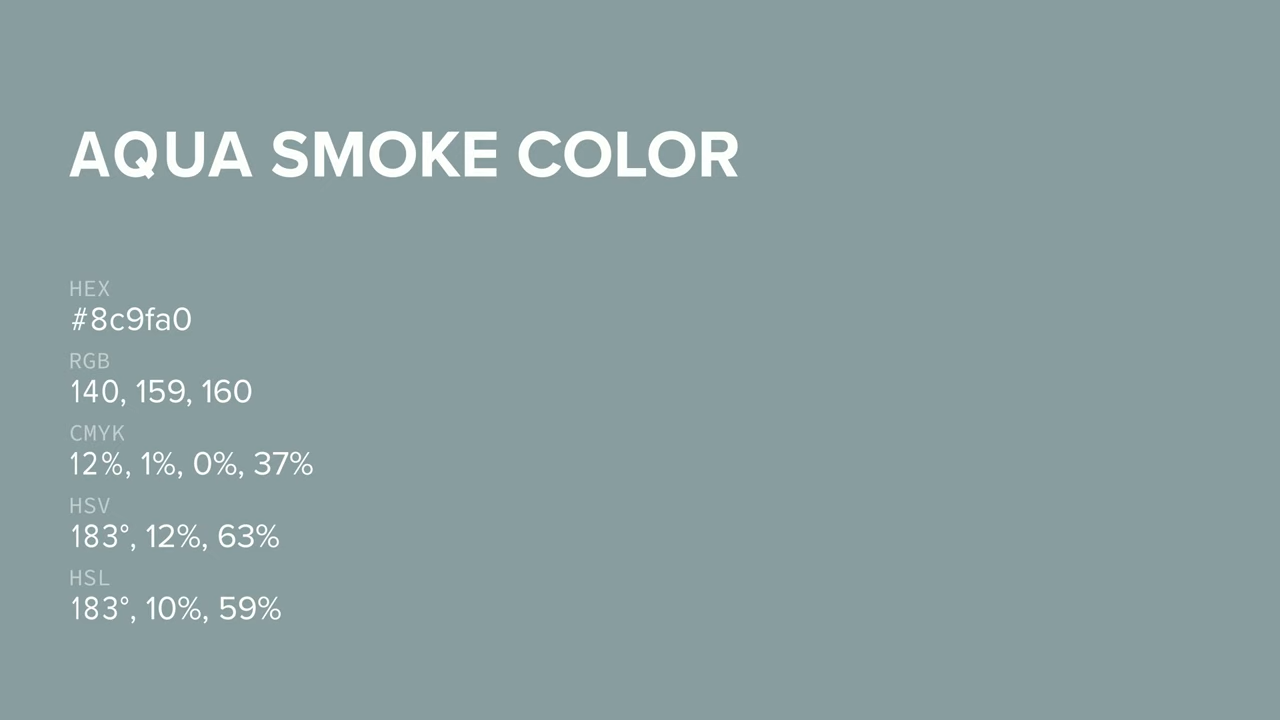 AQUA SMOKE COLOR
HEX
#8c9fa0
RGB
140, 159, 160
CMYK
12%, 1%, 0%, 37%
HSV
183°, 12%, 63%
HSL
183°, 10%, 59%